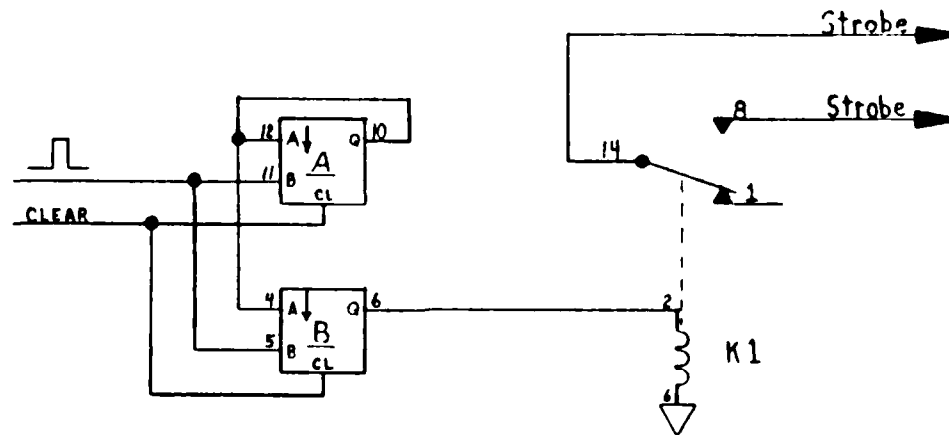 Strobe
8 Strobe
12 A Q 10
A
14
11 B
CL
1
CLEAR
4 A Q 6
2
B
5 B
K1
CL
6